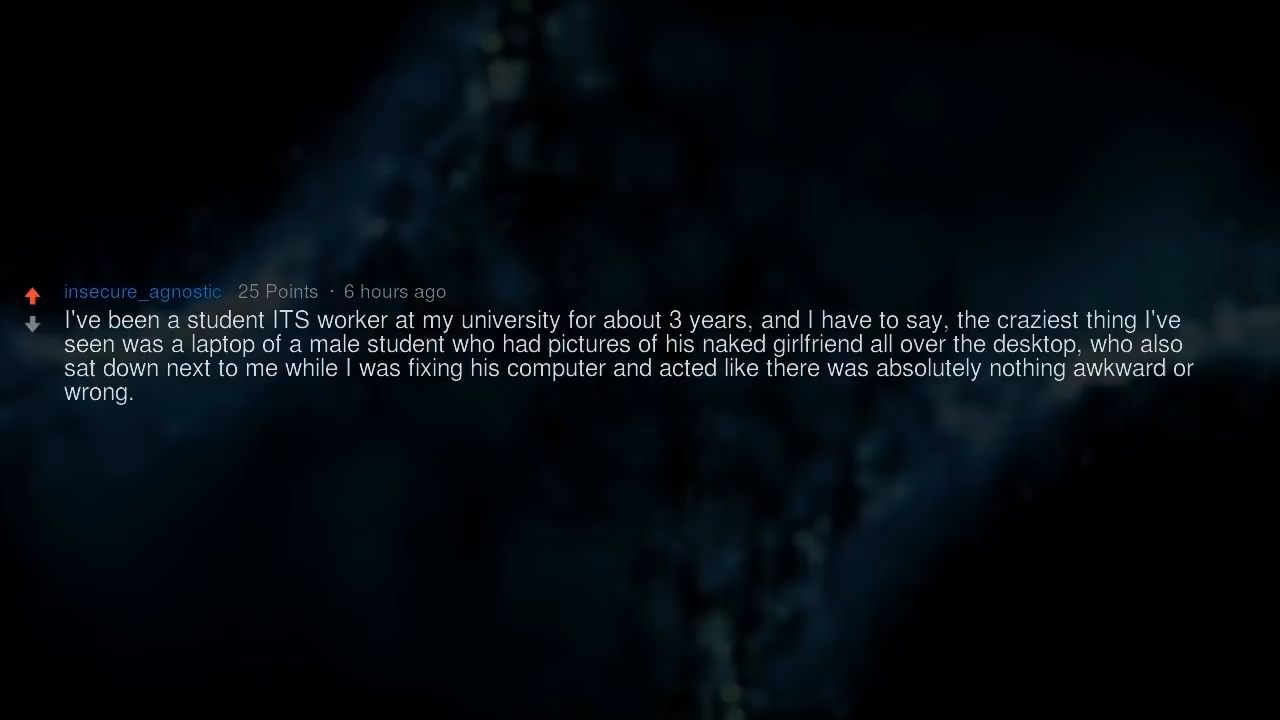 insecure_agnostic 25 Points · 6 hours ago
I've been a student ITS worker at my university for about 3 years, and I have to say, the craziest thing I've
seen was a laptop of a male student who had pictures of his naked girlfriend all over the desktop, who also
sat down next to me while I was fixing his computer and acted like there was absolutely nothing awkward or
wrong.